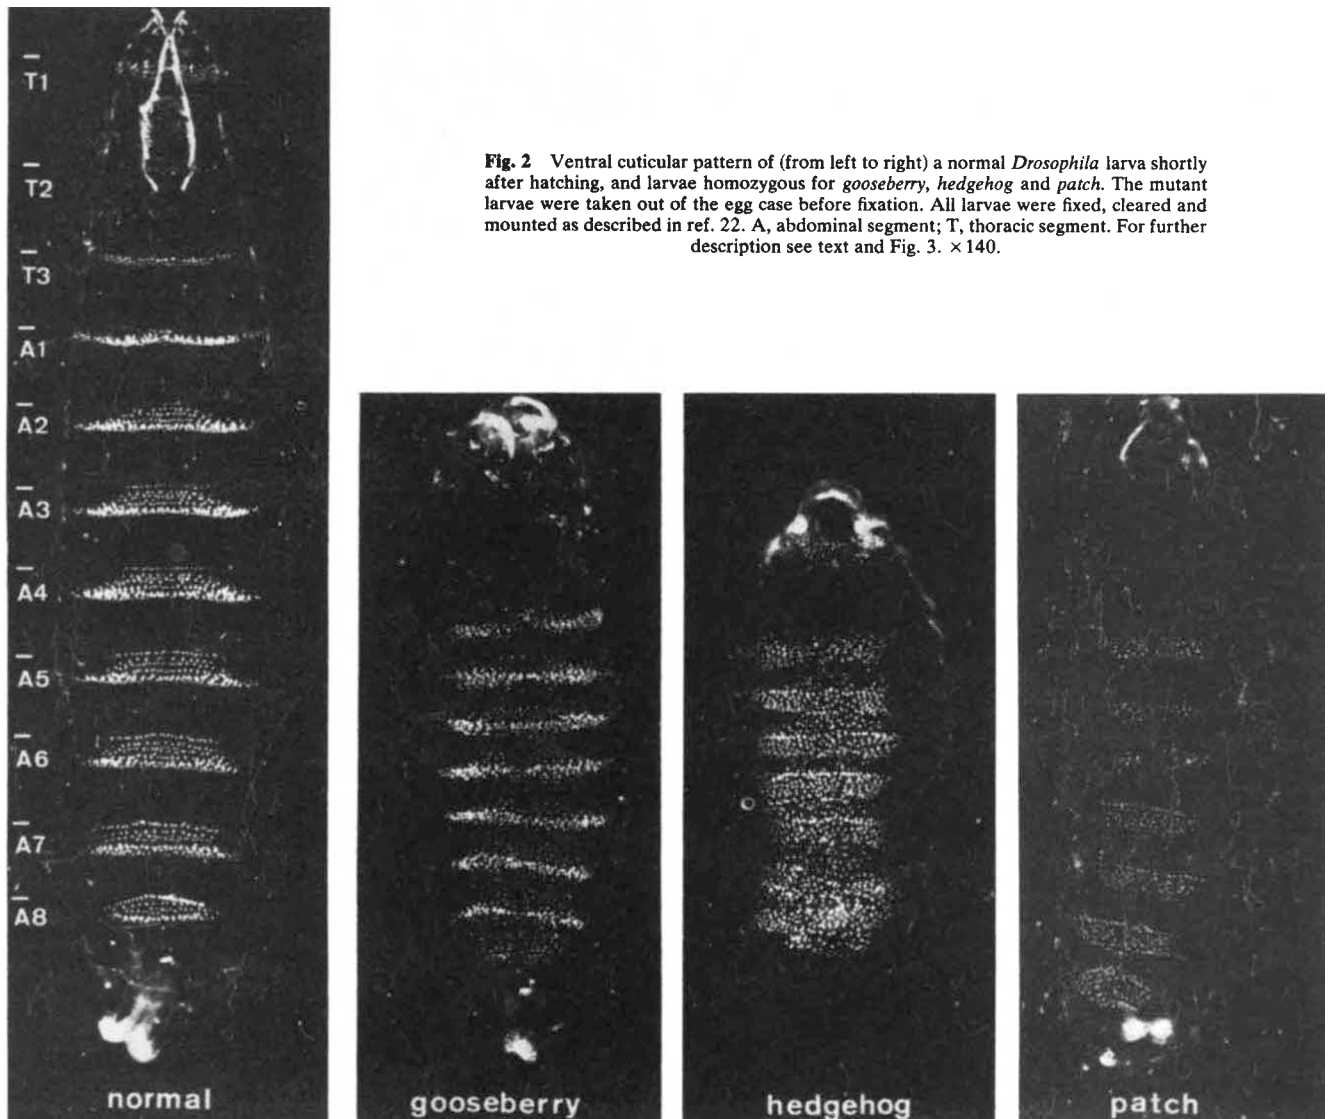 T1
T2
T3
A1
A2
A3
A4
A5
A6
A7
A8
normal
Fig. 2 Ventral cuticular pattern of (from left to right) a normal Drosophila larva shortly
after hatching, and larvae homozygous for gooseberry, hedgehog and patch. The mutant
larvae were taken out of the egg case before fixation. All larvae were fixed, cleared and
mounted as described in ref. 22. A, abdominal segment; T, thoracic segment. For further
description see text and Fig. 3. ×140.
gooseberry
hedgehog
patch